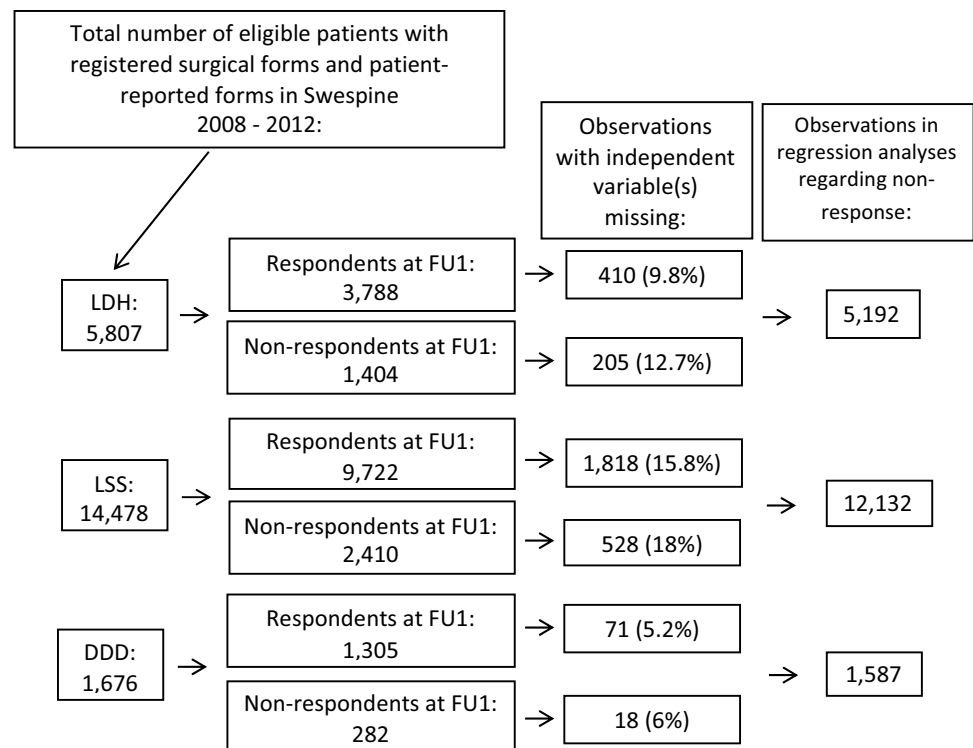 Total number of eligible patients with
registered surgical forms and patient-
reported forms in Swespine
2008 - 2012:
Observations
with independent
variable(s)
missing:
Observations in
regression analyses
regarding non-
response:
LDH:
5,807
Respondents at FU1:
3,788
410 (9.8%)
Non-respondents at FU1:
1,404
205 (12.7%)
5,192
LSS:
14,478
Respondents at FU1:
9,722
1,818 (15.8%)
Non-respondents at FU1:
2,410
528 (18%)
12,132
DDD:
1,676
Respondents at FU1:
1,305
71 (5.2%)
Non-respondents at FU1:
282
18 (6%)
1,587